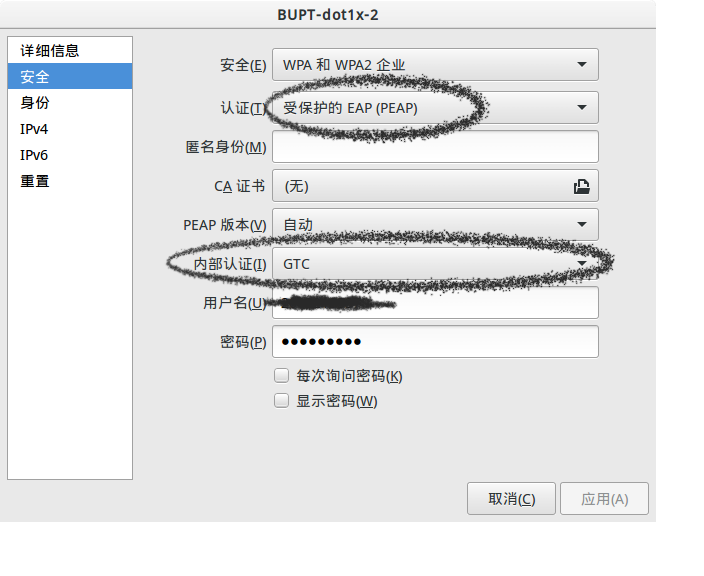 BUPT-dot1x-2
详细信息
安全
身份
IPv4
IPv6
重置
安全(E) WPA 和 WPA2 企业
认证(T) 受保护的 EAP (PEAP)
匿名身份(M)
CA 证书 (无)
PEAP 版本(V) 自动
内部认证(I) GTC
用户名(U)
密码(P) •••••••••
每次询问密码(K)
显示密码(W)
取消(C) 应用(A)